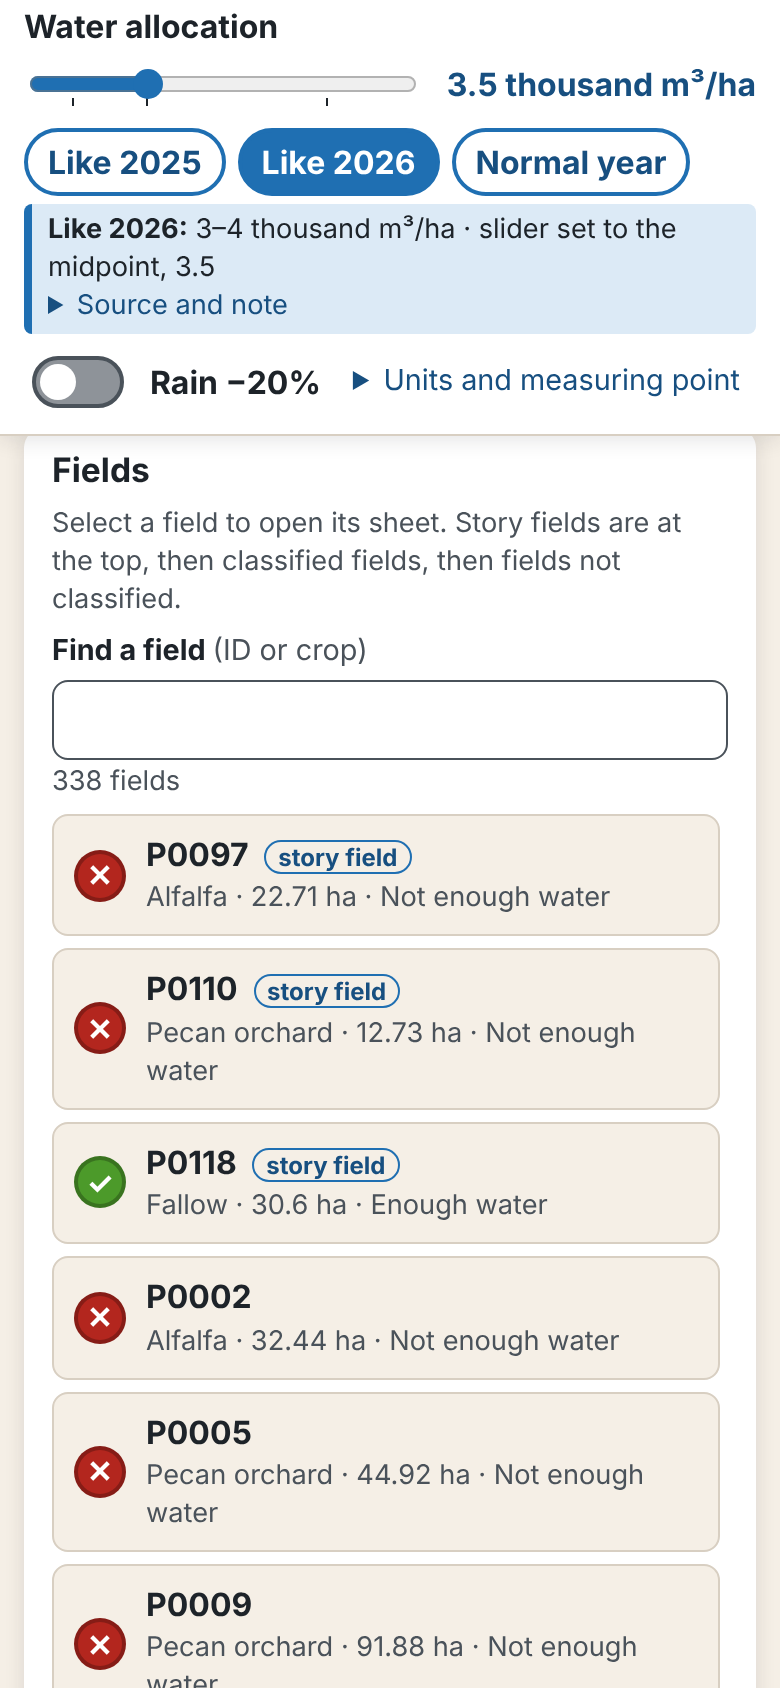 Water allocation
3.5 thousand m³/ha
Like 2025
Like 2026
Normal year
Like 2026: 3–4 thousand m³/ha · slider set to the
midpoint, 3.5
Source and note
Rain −20%
Units and measuring point
Fields
Select a field to open its sheet. Story fields are at
the top, then classified fields, then fields not
classified.
Find a field (ID or crop)
338 fields
P0097 story field
Alfalfa · 22.71 ha · Not enough water
P0110 story field
Pecan orchard · 12.73 ha · Not enough
water
P0118 story field
Fallow · 30.6 ha · Enough water
P0002
Alfalfa · 32.44 ha · Not enough water
P0005
Pecan orchard · 44.92 ha · Not enough
water
P0009
Pecan orchard · 91.88 ha · Not enough
water